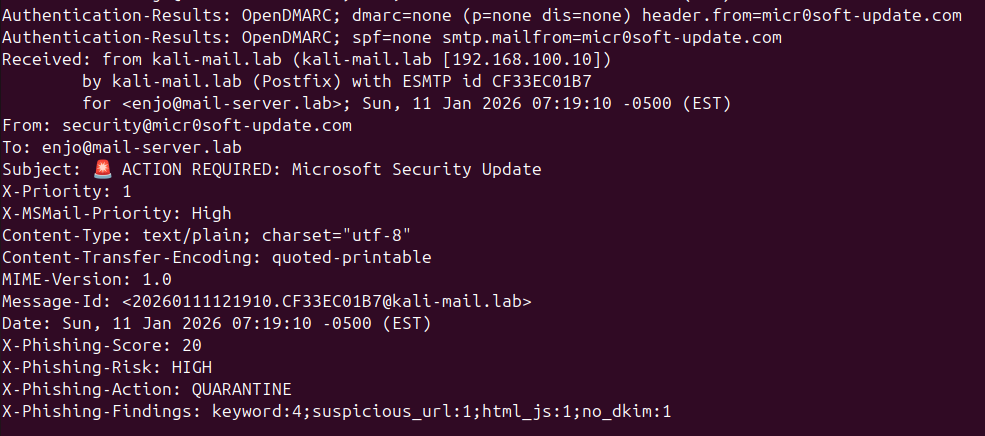 Authentication-Results: OpenDMARC; dmarc=none (p=none dis=none) header.from=micr0soft-update.com
Authentication-Results: OpenDMARC; spf=none smtp.mailfrom=micr0soft-update.com
Received: from kali-mail.lab (kali-mail.lab [192.168.100.10])
by kali-mail.lab (Postfix) with ESMTP id CF33EC01B7
for <enjo@mail-server.lab>; Sun, 11 Jan 2026 07:19:10 -0500 (EST)
From: security@micr0soft-update.com
To: enjo@mail-server.lab
Subject: 🚨 ACTION REQUIRED: Microsoft Security Update
X-Priority: 1
X-MSMail-Priority: High
Content-Type: text/plain; charset="utf-8"
Content-Transfer-Encoding: quoted-printable
MIME-Version: 1.0
Message-Id: <20260111121910.CF33EC01B7@kali-mail.lab>
Date: Sun, 11 Jan 2026 07:19:10 -0500 (EST)
X-Phishing-Score: 20
X-Phishing-Risk: HIGH
X-Phishing-Action: QUARANTINE
X-Phishing-Findings: keyword:4;suspicious_url:1;html_js:1;no_dkim:1